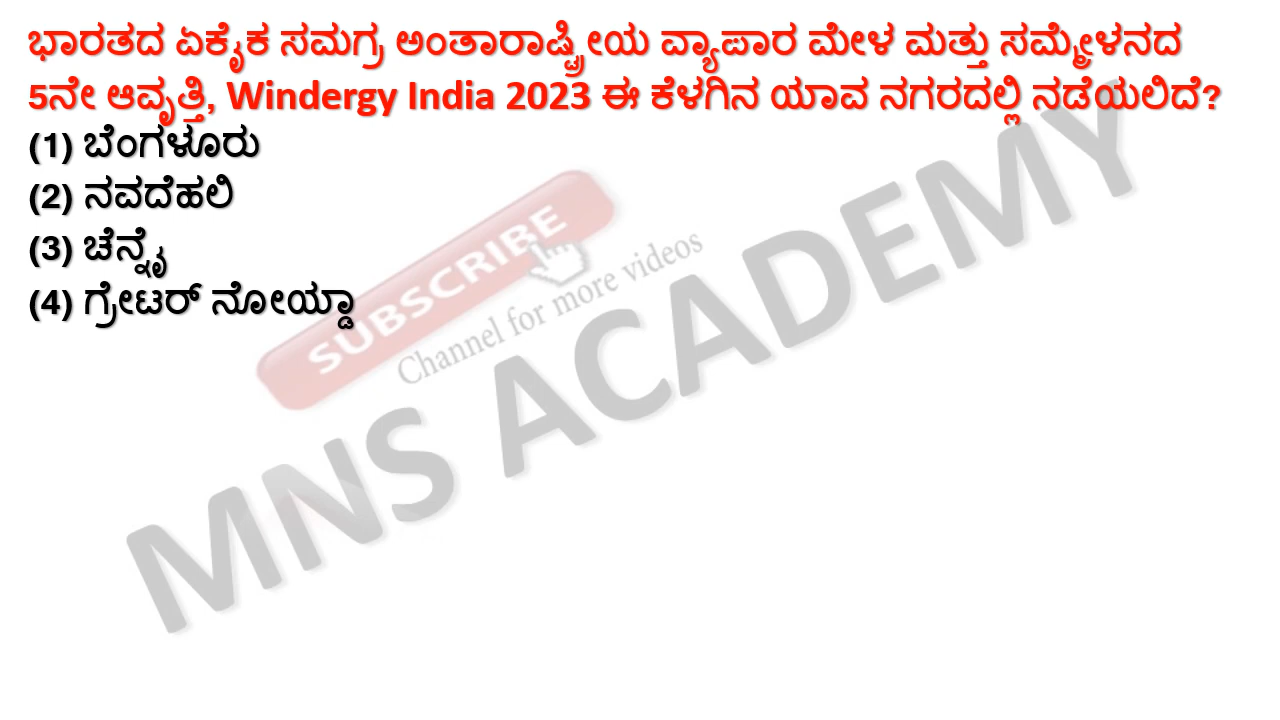 ಭಾರತದ ಏಕೈಕ ಸಮಗ್ರ ಅಂತಾರಾಷ್ಟ್ರೀಯ ವ್ಯಾಪಾರ ಮೇಳ ಮತ್ತು ಸಮ್ಮೇಳನದ
5ನೇ ಆವೃತ್ತಿ, Windergy India 2023 ಈ ಕೆಳಗಿನ ಯಾವ ನಗರದಲ್ಲಿ ನಡೆಯಲಿದೆ?
(1) ಬೆಂಗಳೂರು
(2) ನವದೆಹಲಿ
(3) ಚೆನ್ನೈ
(4) ಗ್ರೇಟರ್ ನೋಯ್ಡಾ
SUBSCRIBE
Channel for more videos
MNS ACADEMY